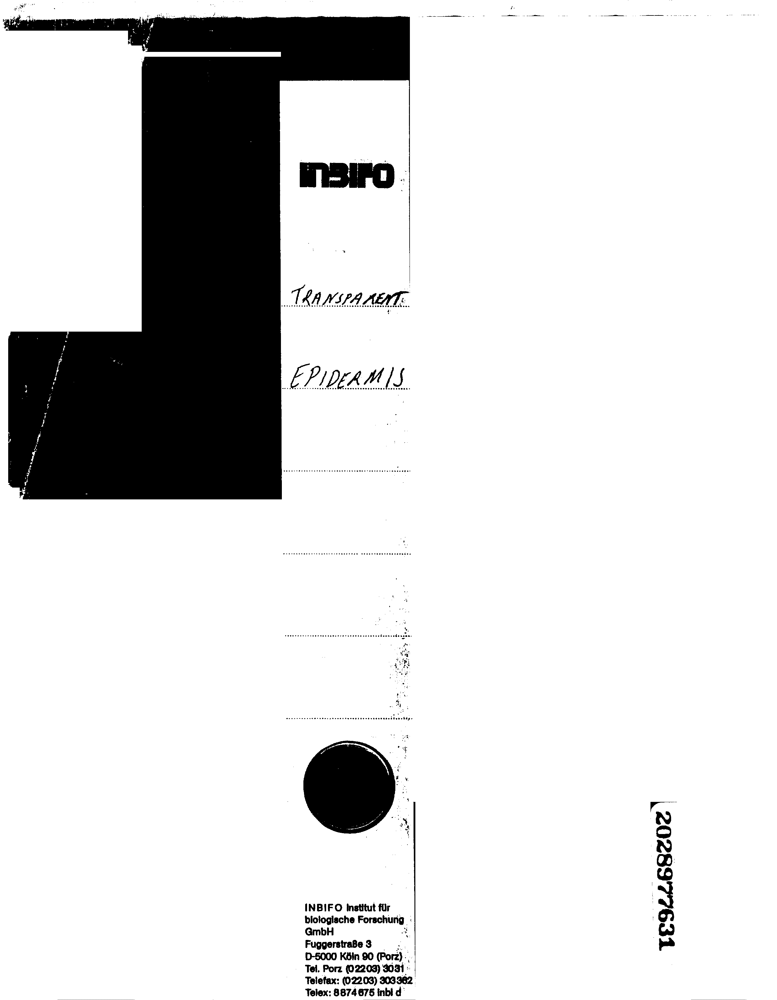 INBIFO
TRANSPARENT
EPIDERMIS
INBIFO Institut für
biologische Forschung
GmbH
Fuggerstraße 3
D-5000 Köln 90 (Porz)
Tel. Porz (02203) 3031
Telefax: (02203) 303362
Telex: 8874675 inbi d
2028977631